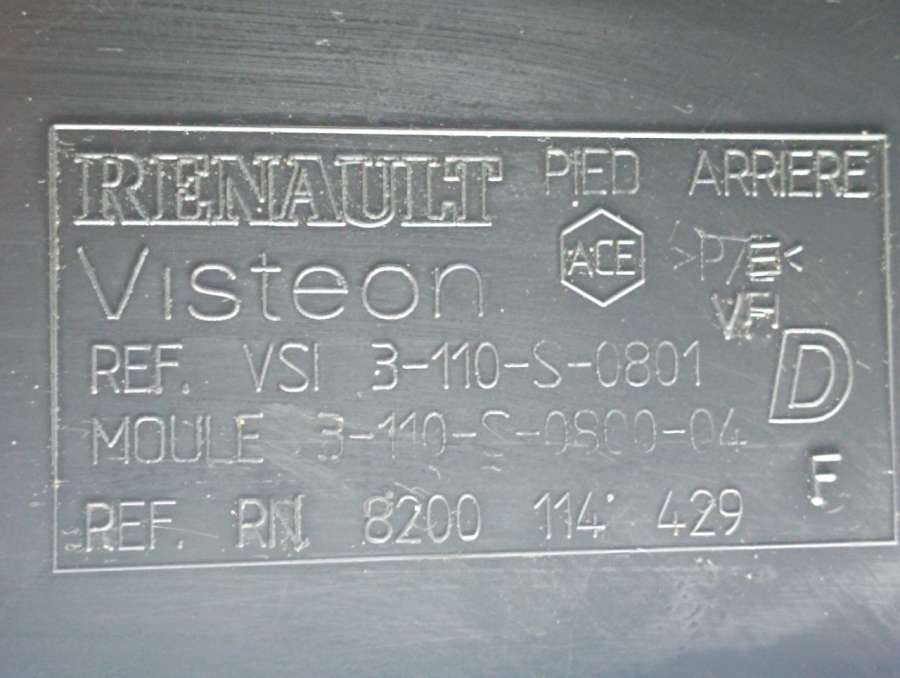 RENAULT PIED ARRIERE
Visteon ACE >P/E<
REF. VSI 3-110-S-0801 D
MOULE 3-110-S-0800-04
REF. RN. 8200 114 429 F